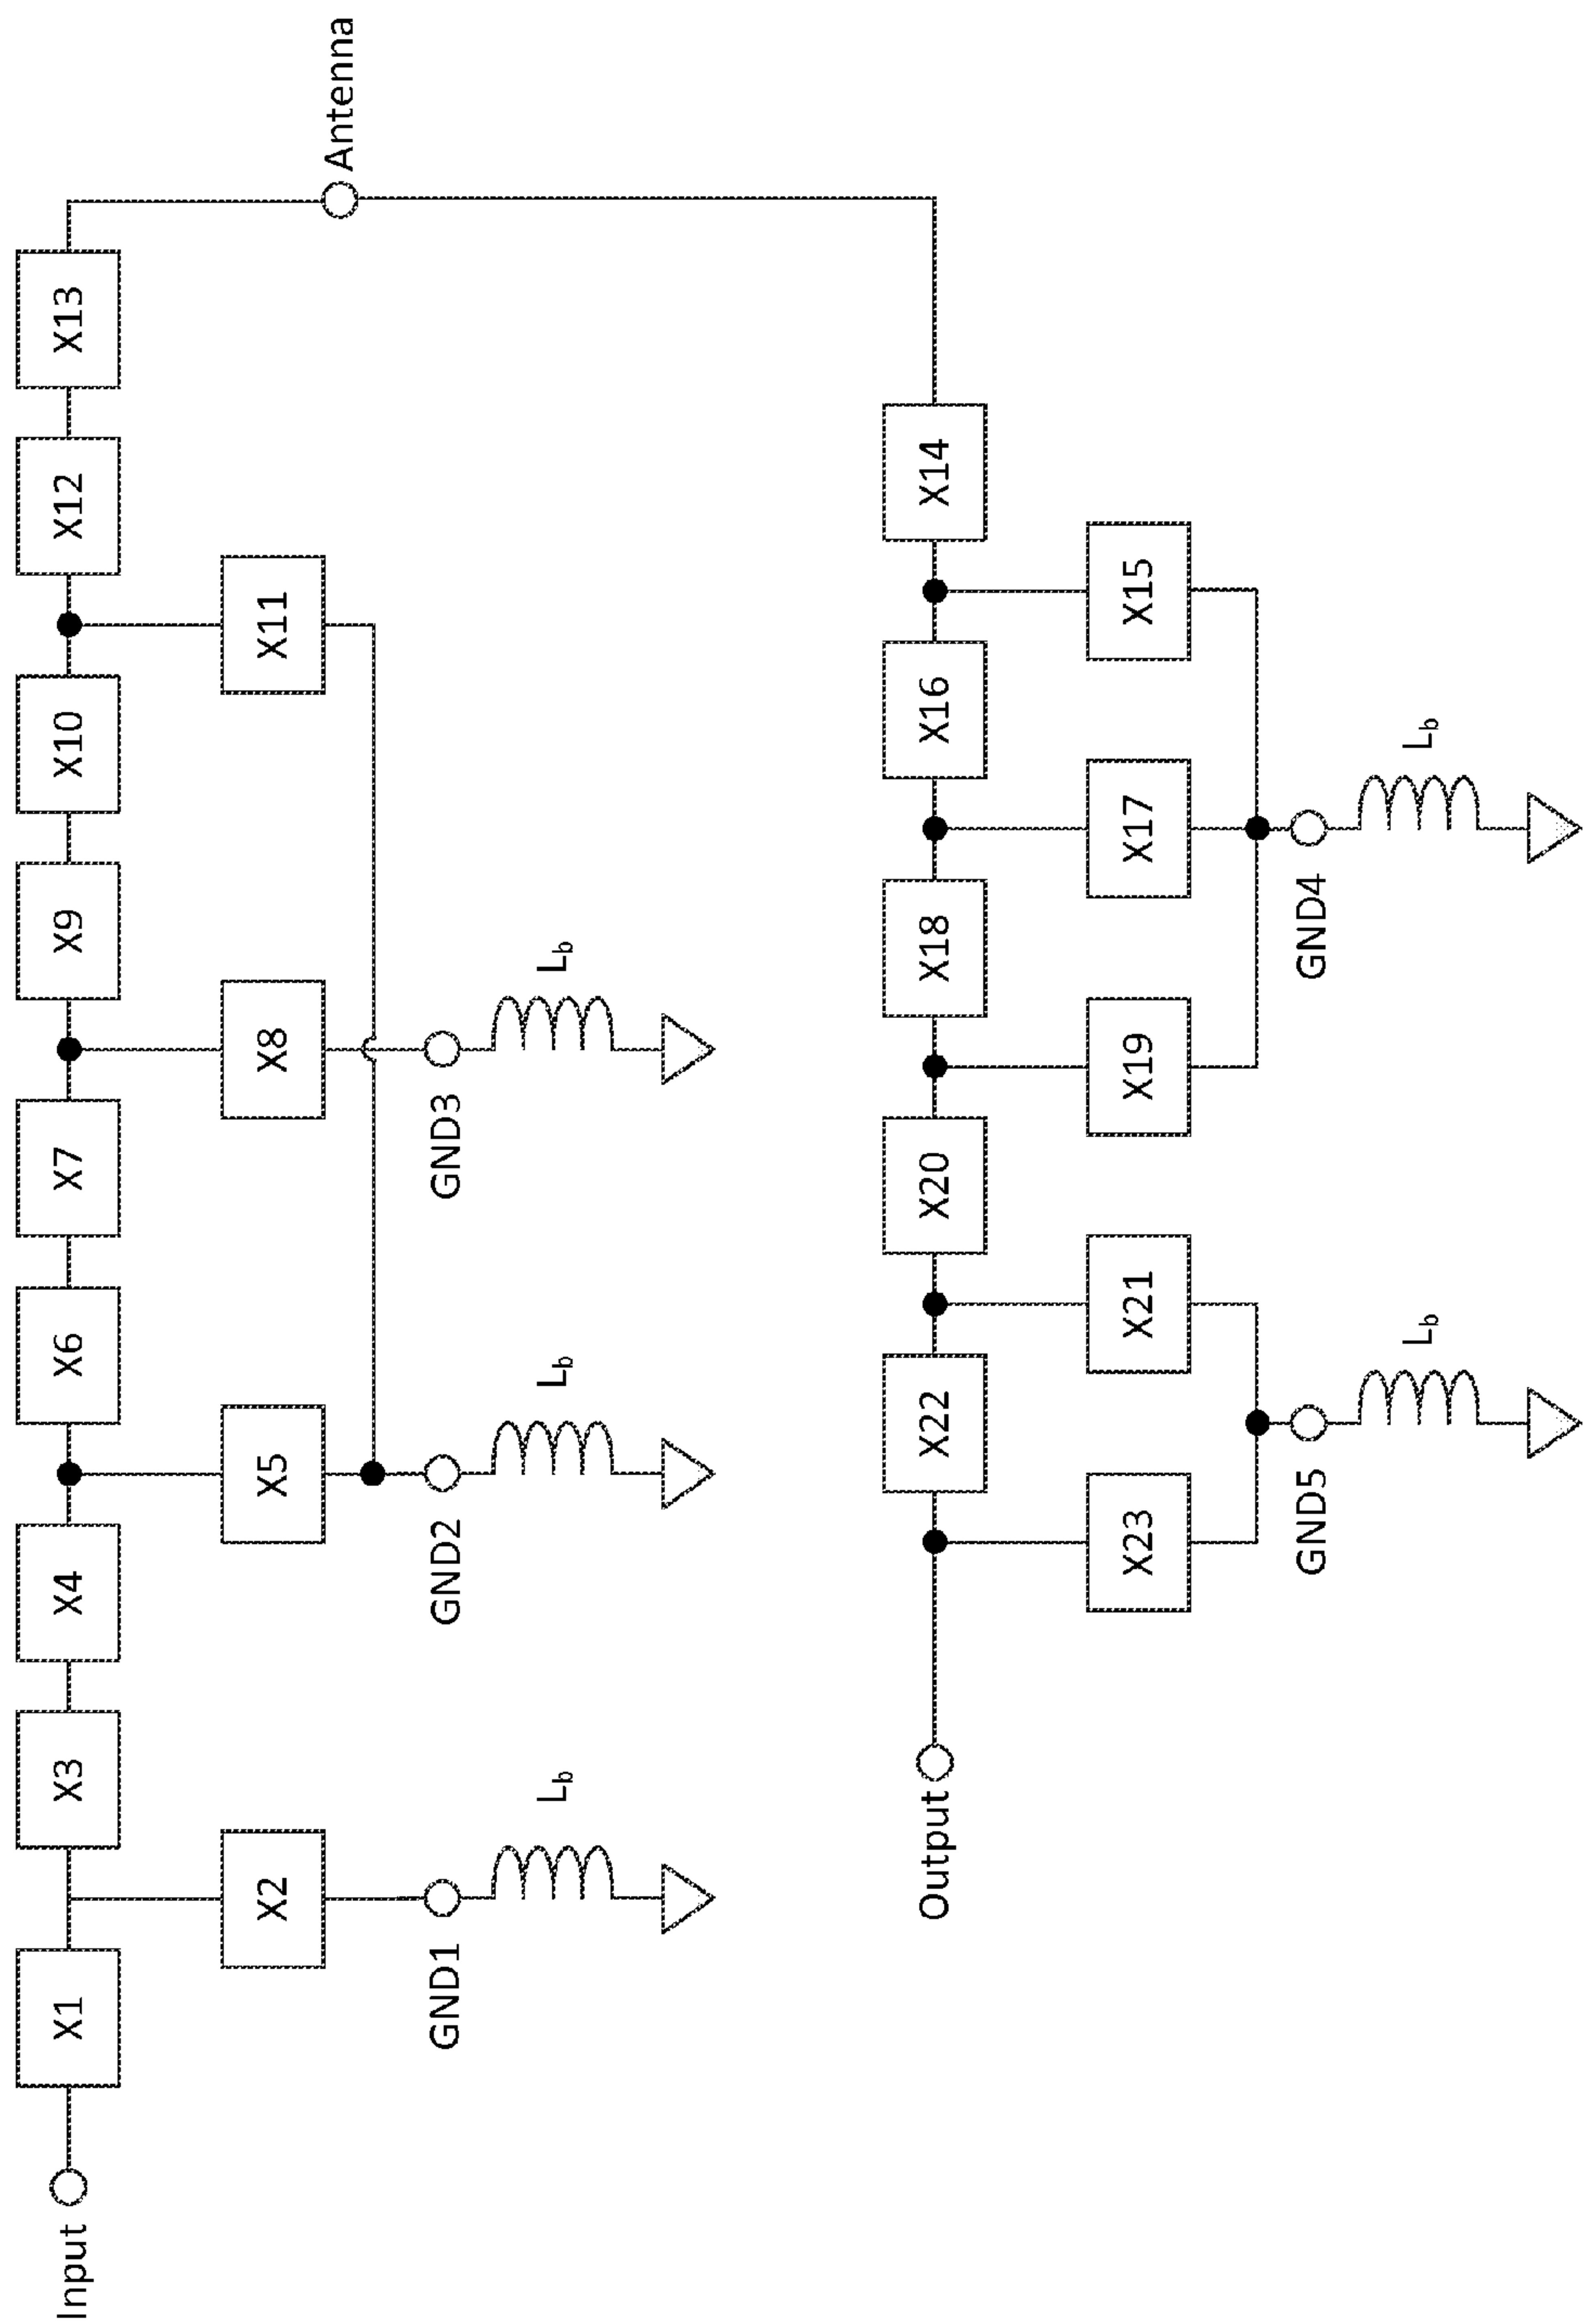 Input
X1
X3
X4
X6
X7
X9
X10
X12
X13
X2
X5
X8
X11
Antenna
GND1
GND2
GND3
Lb
Lb
Lb
Output
X22
X20
X18
X16
X14
X23
X21
X19
X17
X15
GND5
GND4
Lb
Lb